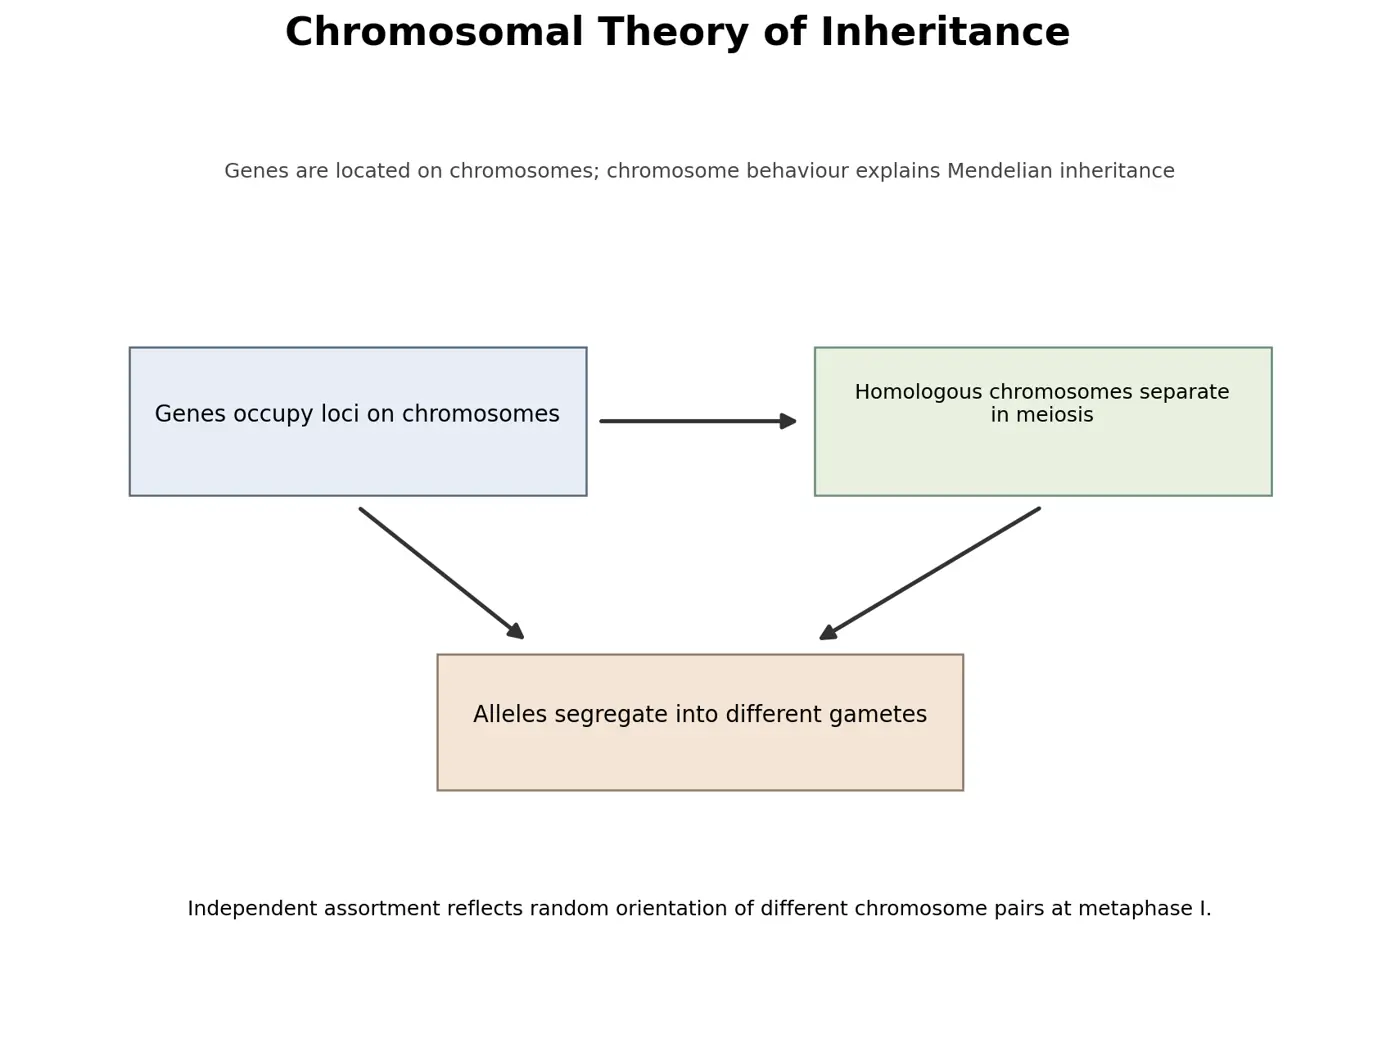 Chromosomal Theory of Inheritance
Genes are located on chromosomes; chromosome behaviour explains Mendelian inheritance
Genes occupy loci on chromosomes
Homologous chromosomes separate
in meiosis
Alleles segregate into different gametes
Independent assortment reflects random orientation of different chromosome pairs at metaphase I.